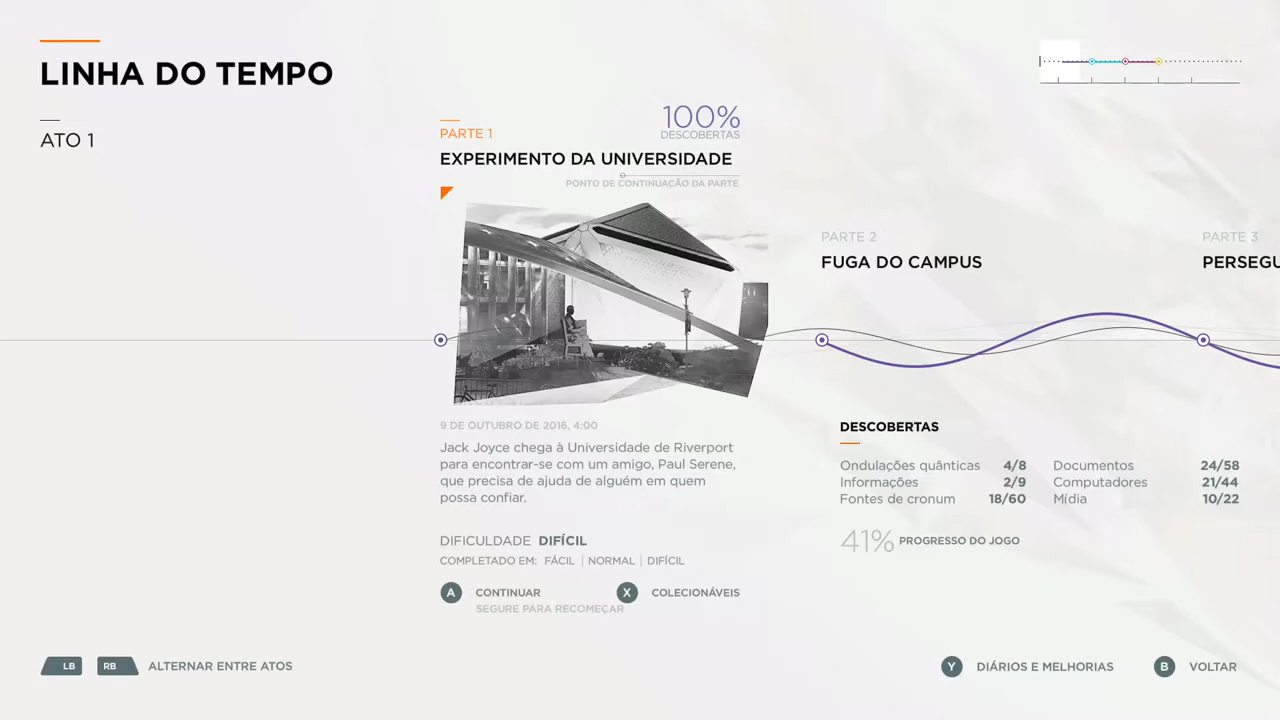 LINHA DO TEMPO
ATO 1
PARTE 1
100%
DESCOBERTAS
EXPERIMENTO DA UNIVERSIDADE
PONTO DE CONTINUAÇÃO DA PARTE
PARTE 2
FUGA DO CAMPUS
PARTE 3
PERSEGU
9 DE OUTUBRO DE 2016, 4:00
Jack Joyce chega à Universidade de Riverport
para encontrar-se com um amigo, Paul Serene,
que precisa de ajuda de alguém em quem
possa confiar.
DIFICULDADE DIFÍCIL
COMPLETADO EM: FÁCIL | NORMAL | DIFÍCIL
A CONTINUAR X COLECIONÁVEIS
SEGURE PARA RECOMEÇAR
DESCOBERTAS
Ondulações quânticas 4/8 Documentos 24/58
Informações 2/9 Computadores 21/44
Fontes de cronum 18/60 Mídia 10/22
41% PROGRESSO DO JOGO
LB RB ALTERNAR ENTRE ATOS
Y DIÁRIOS E MELHORIAS B VOLTAR